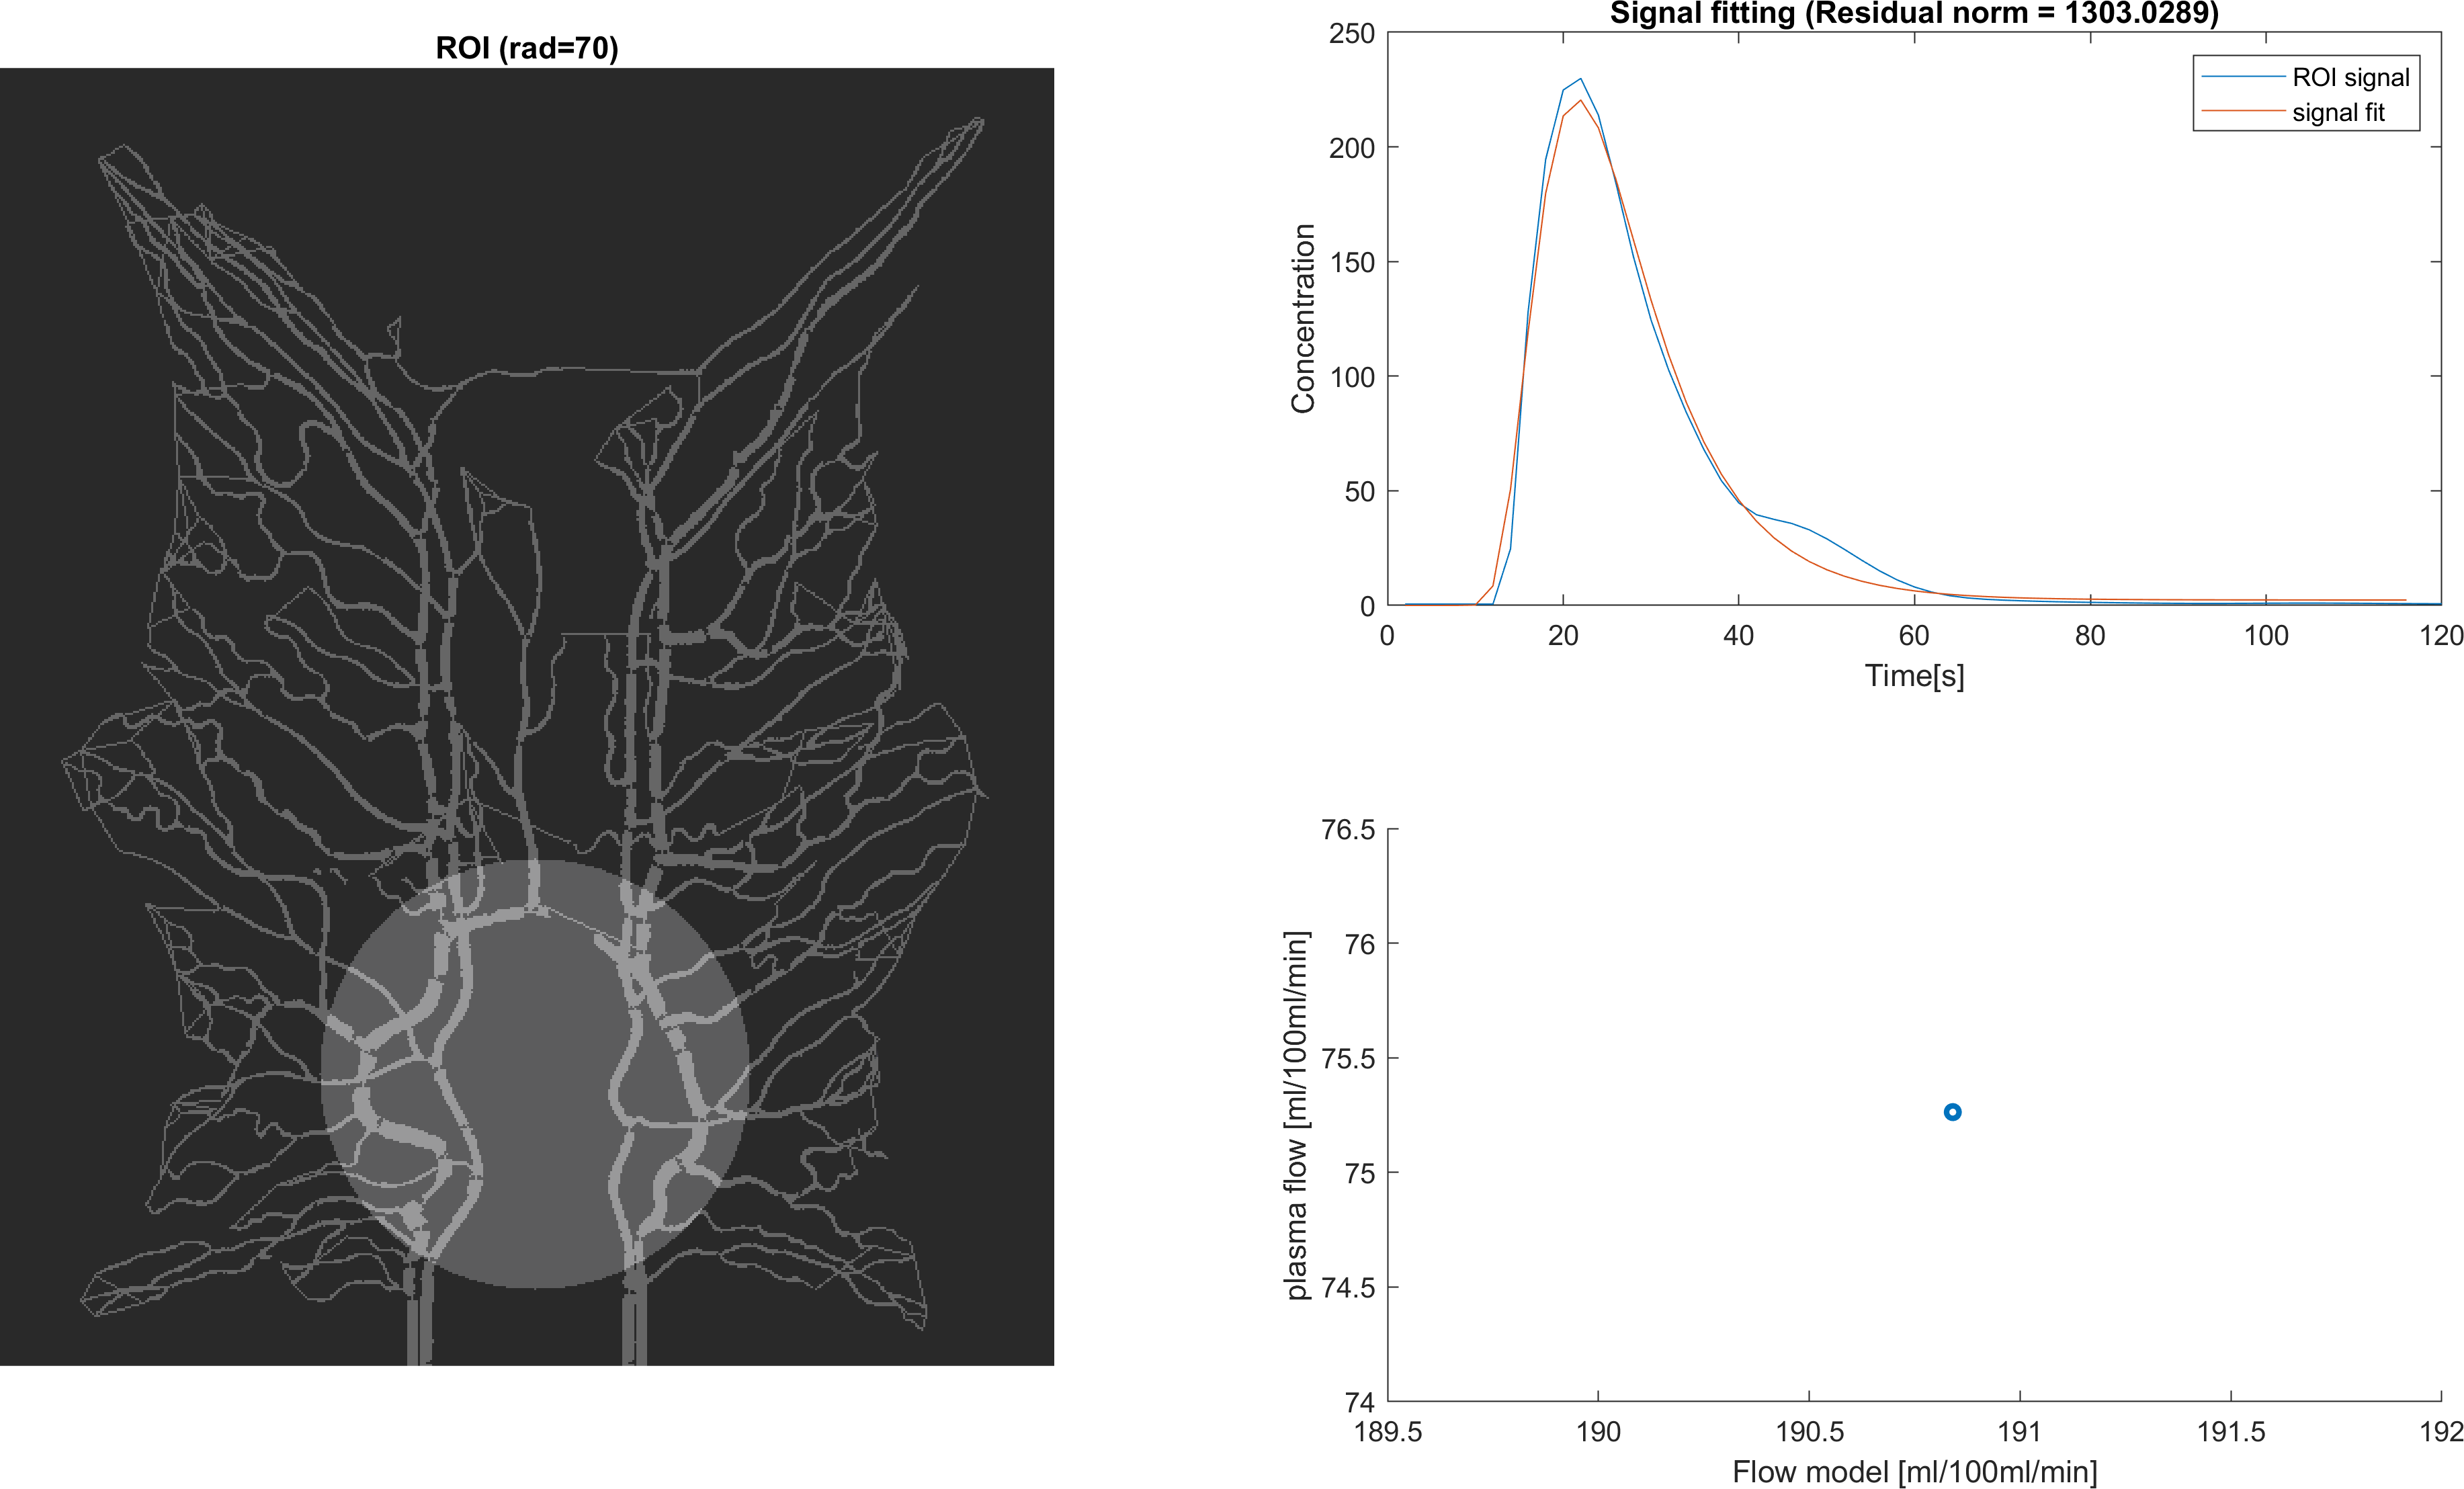 ROI (rad=70)
Signal fitting (Residual norm = 1303.0289)
250
200
150
100
50
0
Concentration
ROI signal
signal fit
0 20 40 60 80 100 120
Time[s]
76.5
76
75.5
75
74.5
74
plasma flow [ml/100ml/min]
189.5 190 190.5 191 191.5 192
Flow model [ml/100ml/min]